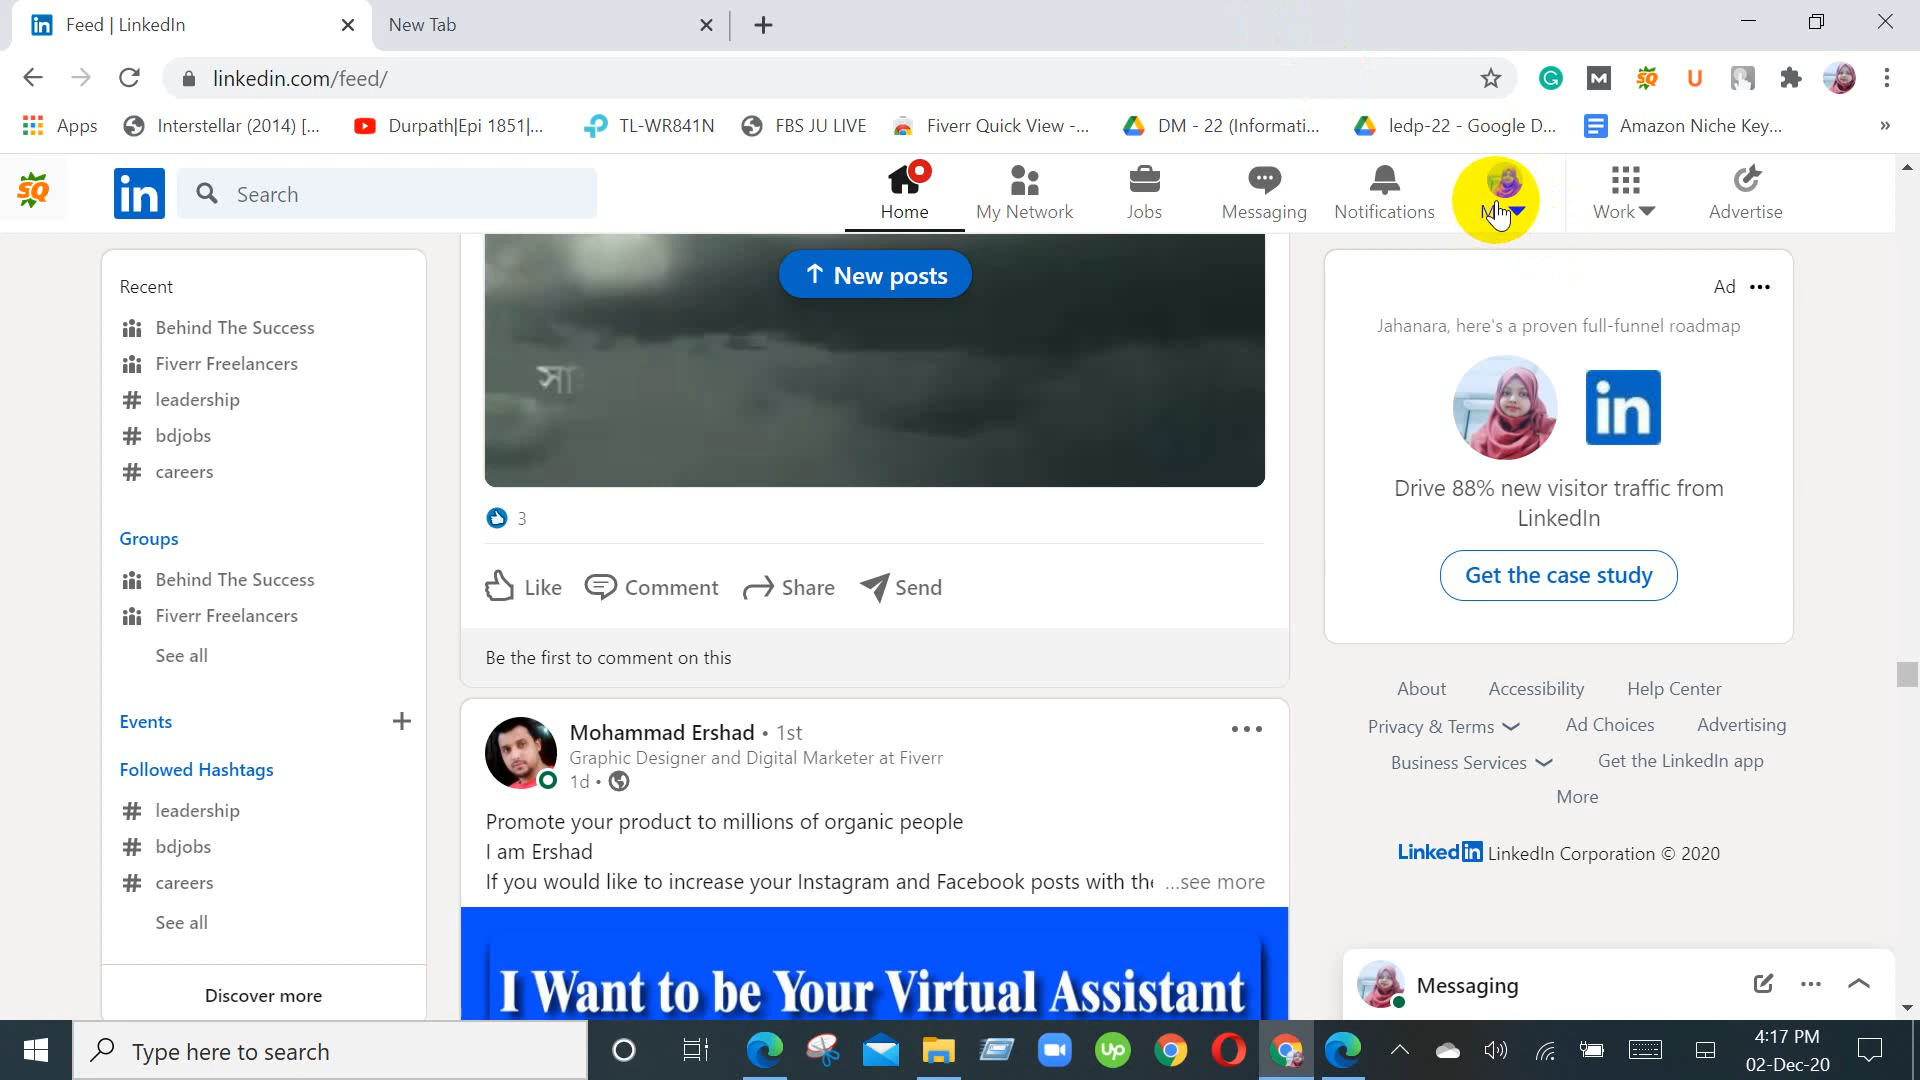 Feed | LinkedIn
New Tab
linkedin.com/feed/
Apps
Interstellar (2014) [...
Durpath|Epi 1851|...
TL-WR841N
FBS JU LIVE
Fiverr Quick View -...
DM - 22 (Informati...
ledp-22 - Google D...
Amazon Niche Key...
»
SQ
in
Search
Home
My Network
Jobs
Messaging
Notifications
Work
Advertise
Recent
Behind The Success
Fiverr Freelancers
# leadership
# bdjobs
# careers
Groups
Behind The Success
Fiverr Freelancers
See all
Events
Followed Hashtags
# leadership
# bdjobs
# careers
See all
Discover more
↑ New posts
3
Like
Comment
Share
Send
Be the first to comment on this
Mohammad Ershad • 1st
Graphic Designer and Digital Marketer at Fiverr
1d •
Promote your product to millions of organic people
I am Ershad
If you would like to increase your Instagram and Facebook posts with the ...see more
I Want to be Your Virtual Assistant
Ad
Jahanara, here's a proven full-funnel roadmap
in
Drive 88% new visitor traffic from
LinkedIn
Get the case study
About
Accessibility
Help Center
Privacy & Terms
Ad Choices
Advertising
Business Services
Get the LinkedIn app
More
LinkedIn LinkedIn Corporation © 2020
Messaging
Type here to search
up
4:17 PM
02-Dec-20